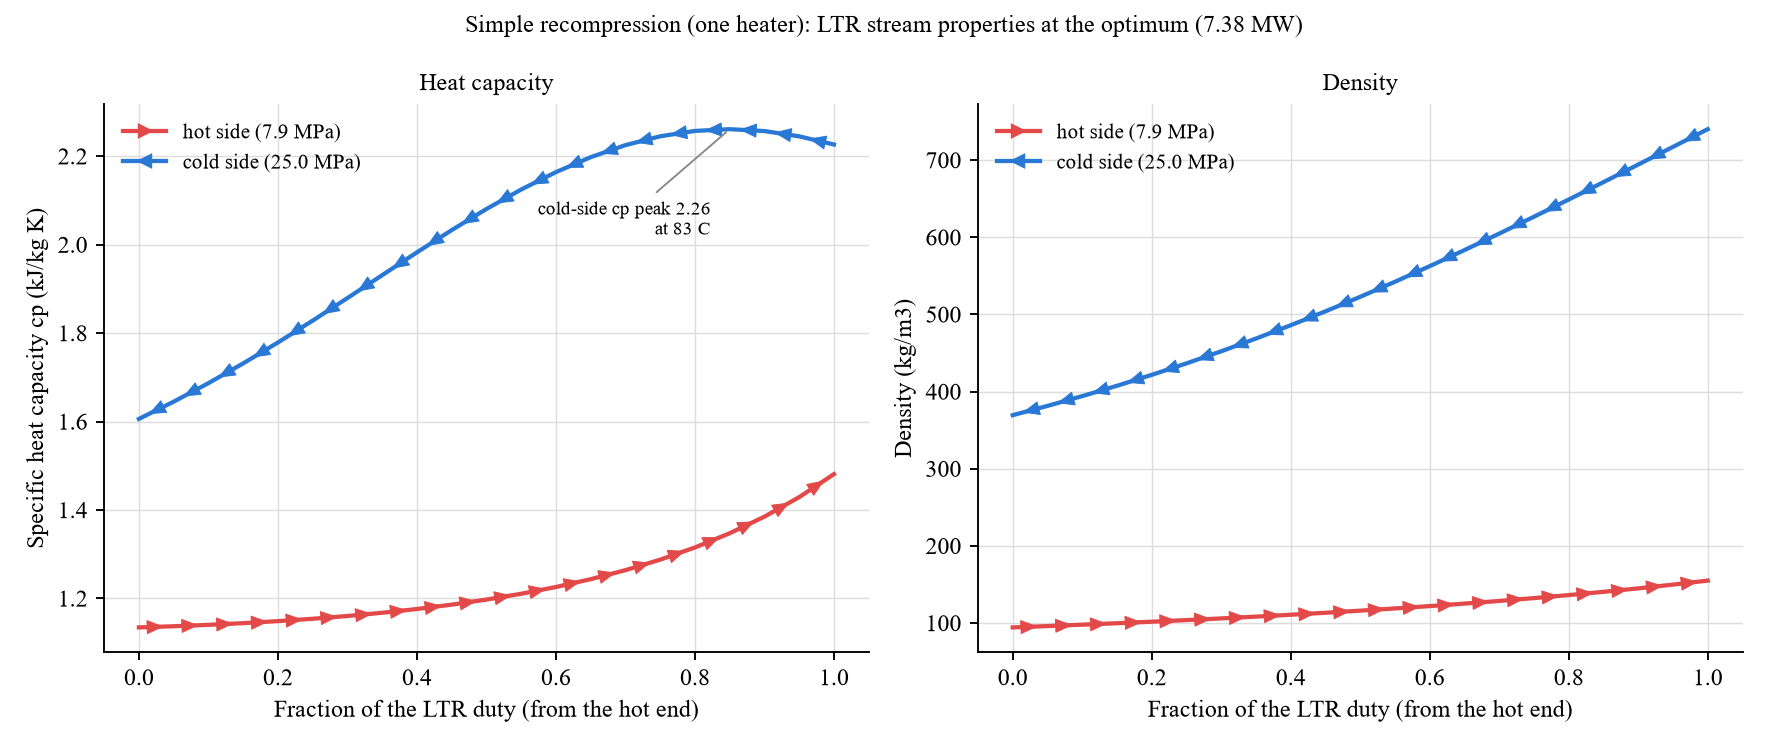 Simple recompression (one heater): LTR stream properties at the optimum (7.38 MW)
Heat capacity
hot side (7.9 MPa)
cold side (25.0 MPa)
cold-side cp peak 2.26
at 83 C
Specific heat capacity cp (kJ/kg K)
2.2
2.0
1.8
1.6
1.4
1.2
0.0 0.2 0.4 0.6 0.8 1.0
Fraction of the LTR duty (from the hot end)
Density
hot side (7.9 MPa)
cold side (25.0 MPa)
Density (kg/m3)
700
600
500
400
300
200
100
0.0 0.2 0.4 0.6 0.8 1.0
Fraction of the LTR duty (from the hot end)